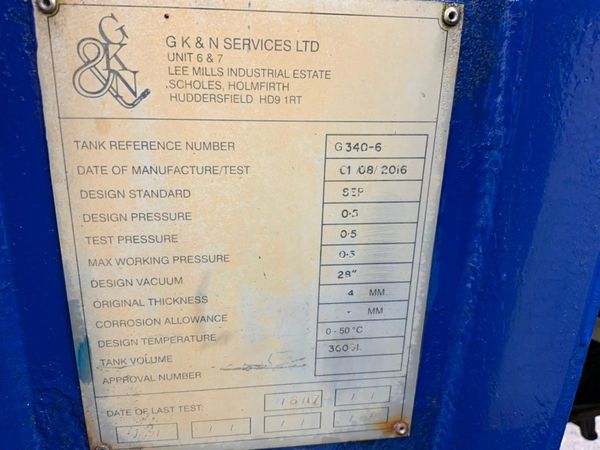 G
K
&N
G K & N SERVICES LTD
UNIT 6 & 7
LEE MILLS INDUSTRIAL ESTATE
SCHOLES, HOLMFIRTH
HUDDERSFIELD HD9 1RT
TANK REFERENCE NUMBER G340-6
DATE OF MANUFACTURE/TEST 01/08/2016
DESIGN STANDARD
DESIGN PRESSURE 0.5
TEST PRESSURE 0.5
MAX WORKING PRESSURE 0.5
DESIGN VACUUM 28"
ORIGINAL THICKNESS 4 MM
CORROSION ALLOWANCE - MM
DESIGN TEMPERATURE 0-50°C
TANK VOLUME
APPROVAL NUMBER
DATE OF LAST TEST: